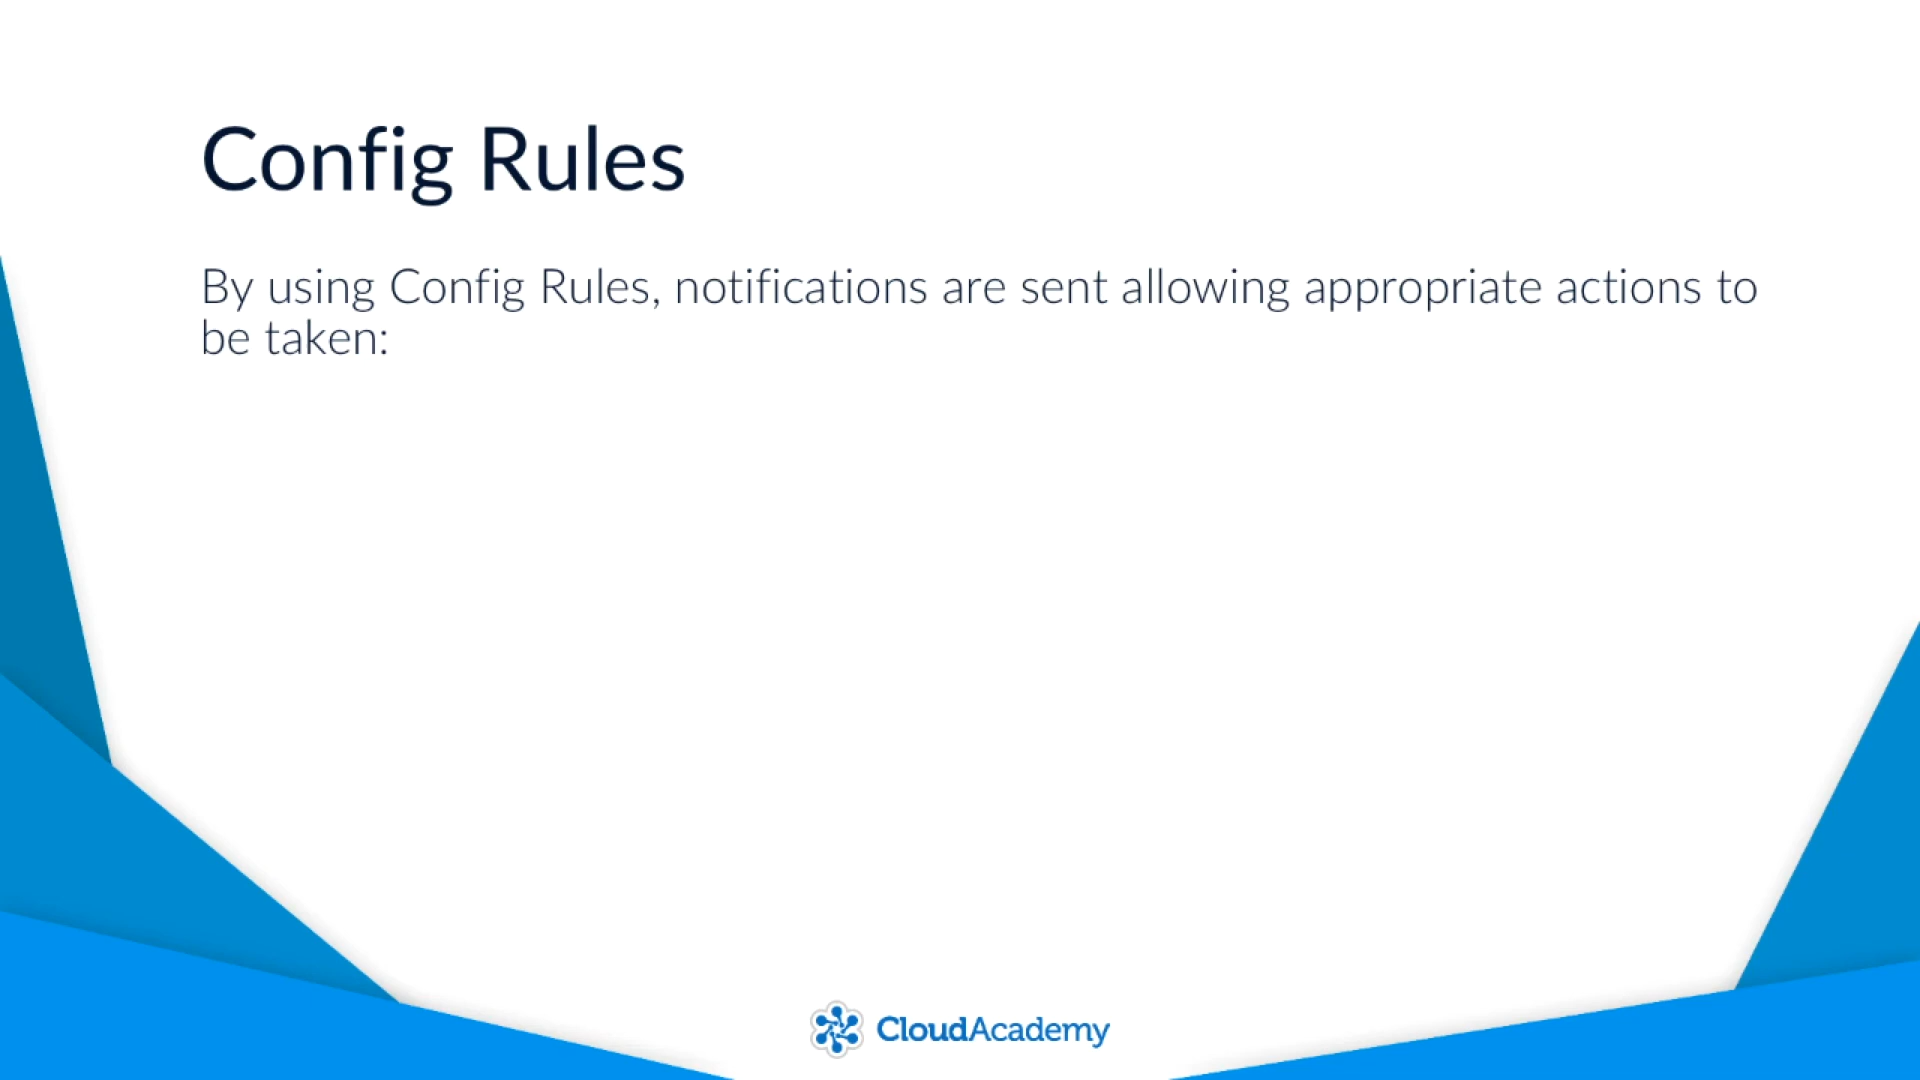 Config Rules
By using Config Rules, notifications are sent allowing appropriate actions to
be taken:
CloudAcademy